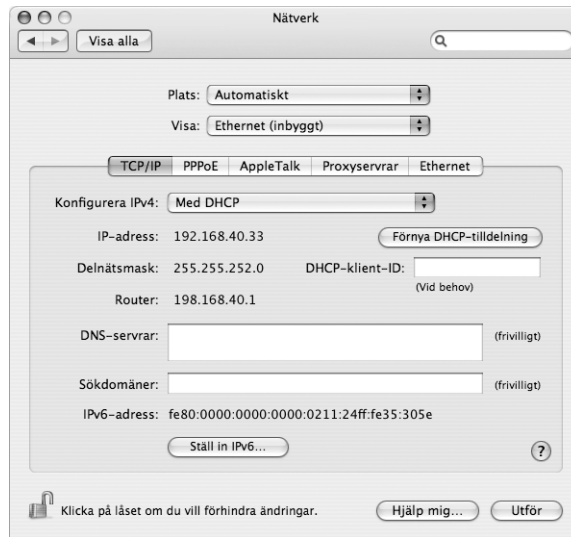 Nätverk
Visa alla
Plats: Automatiskt
Visa: Ethernet (inbyggt)
TCP/IP PPPoE AppleTalk Proxyservrar Ethernet
Konfigurera IPv4: Med DHCP
IP-adress: 192.168.40.33 Förnya DHCP-tilldelning
Delnätsmask: 255.255.252.0 DHCP-klient-ID:
(Vid behov)
Router: 198.168.40.1
DNS-servrar: (frivilligt)
Sökdomäner: (frivilligt)
IPv6-adress: fe80:0000:0000:0000:0211:24ff:fe35:305e
Ställ in IPv6...
?
Klicka på låset om du vill förhindra ändringar. Hjälp mig... Utför